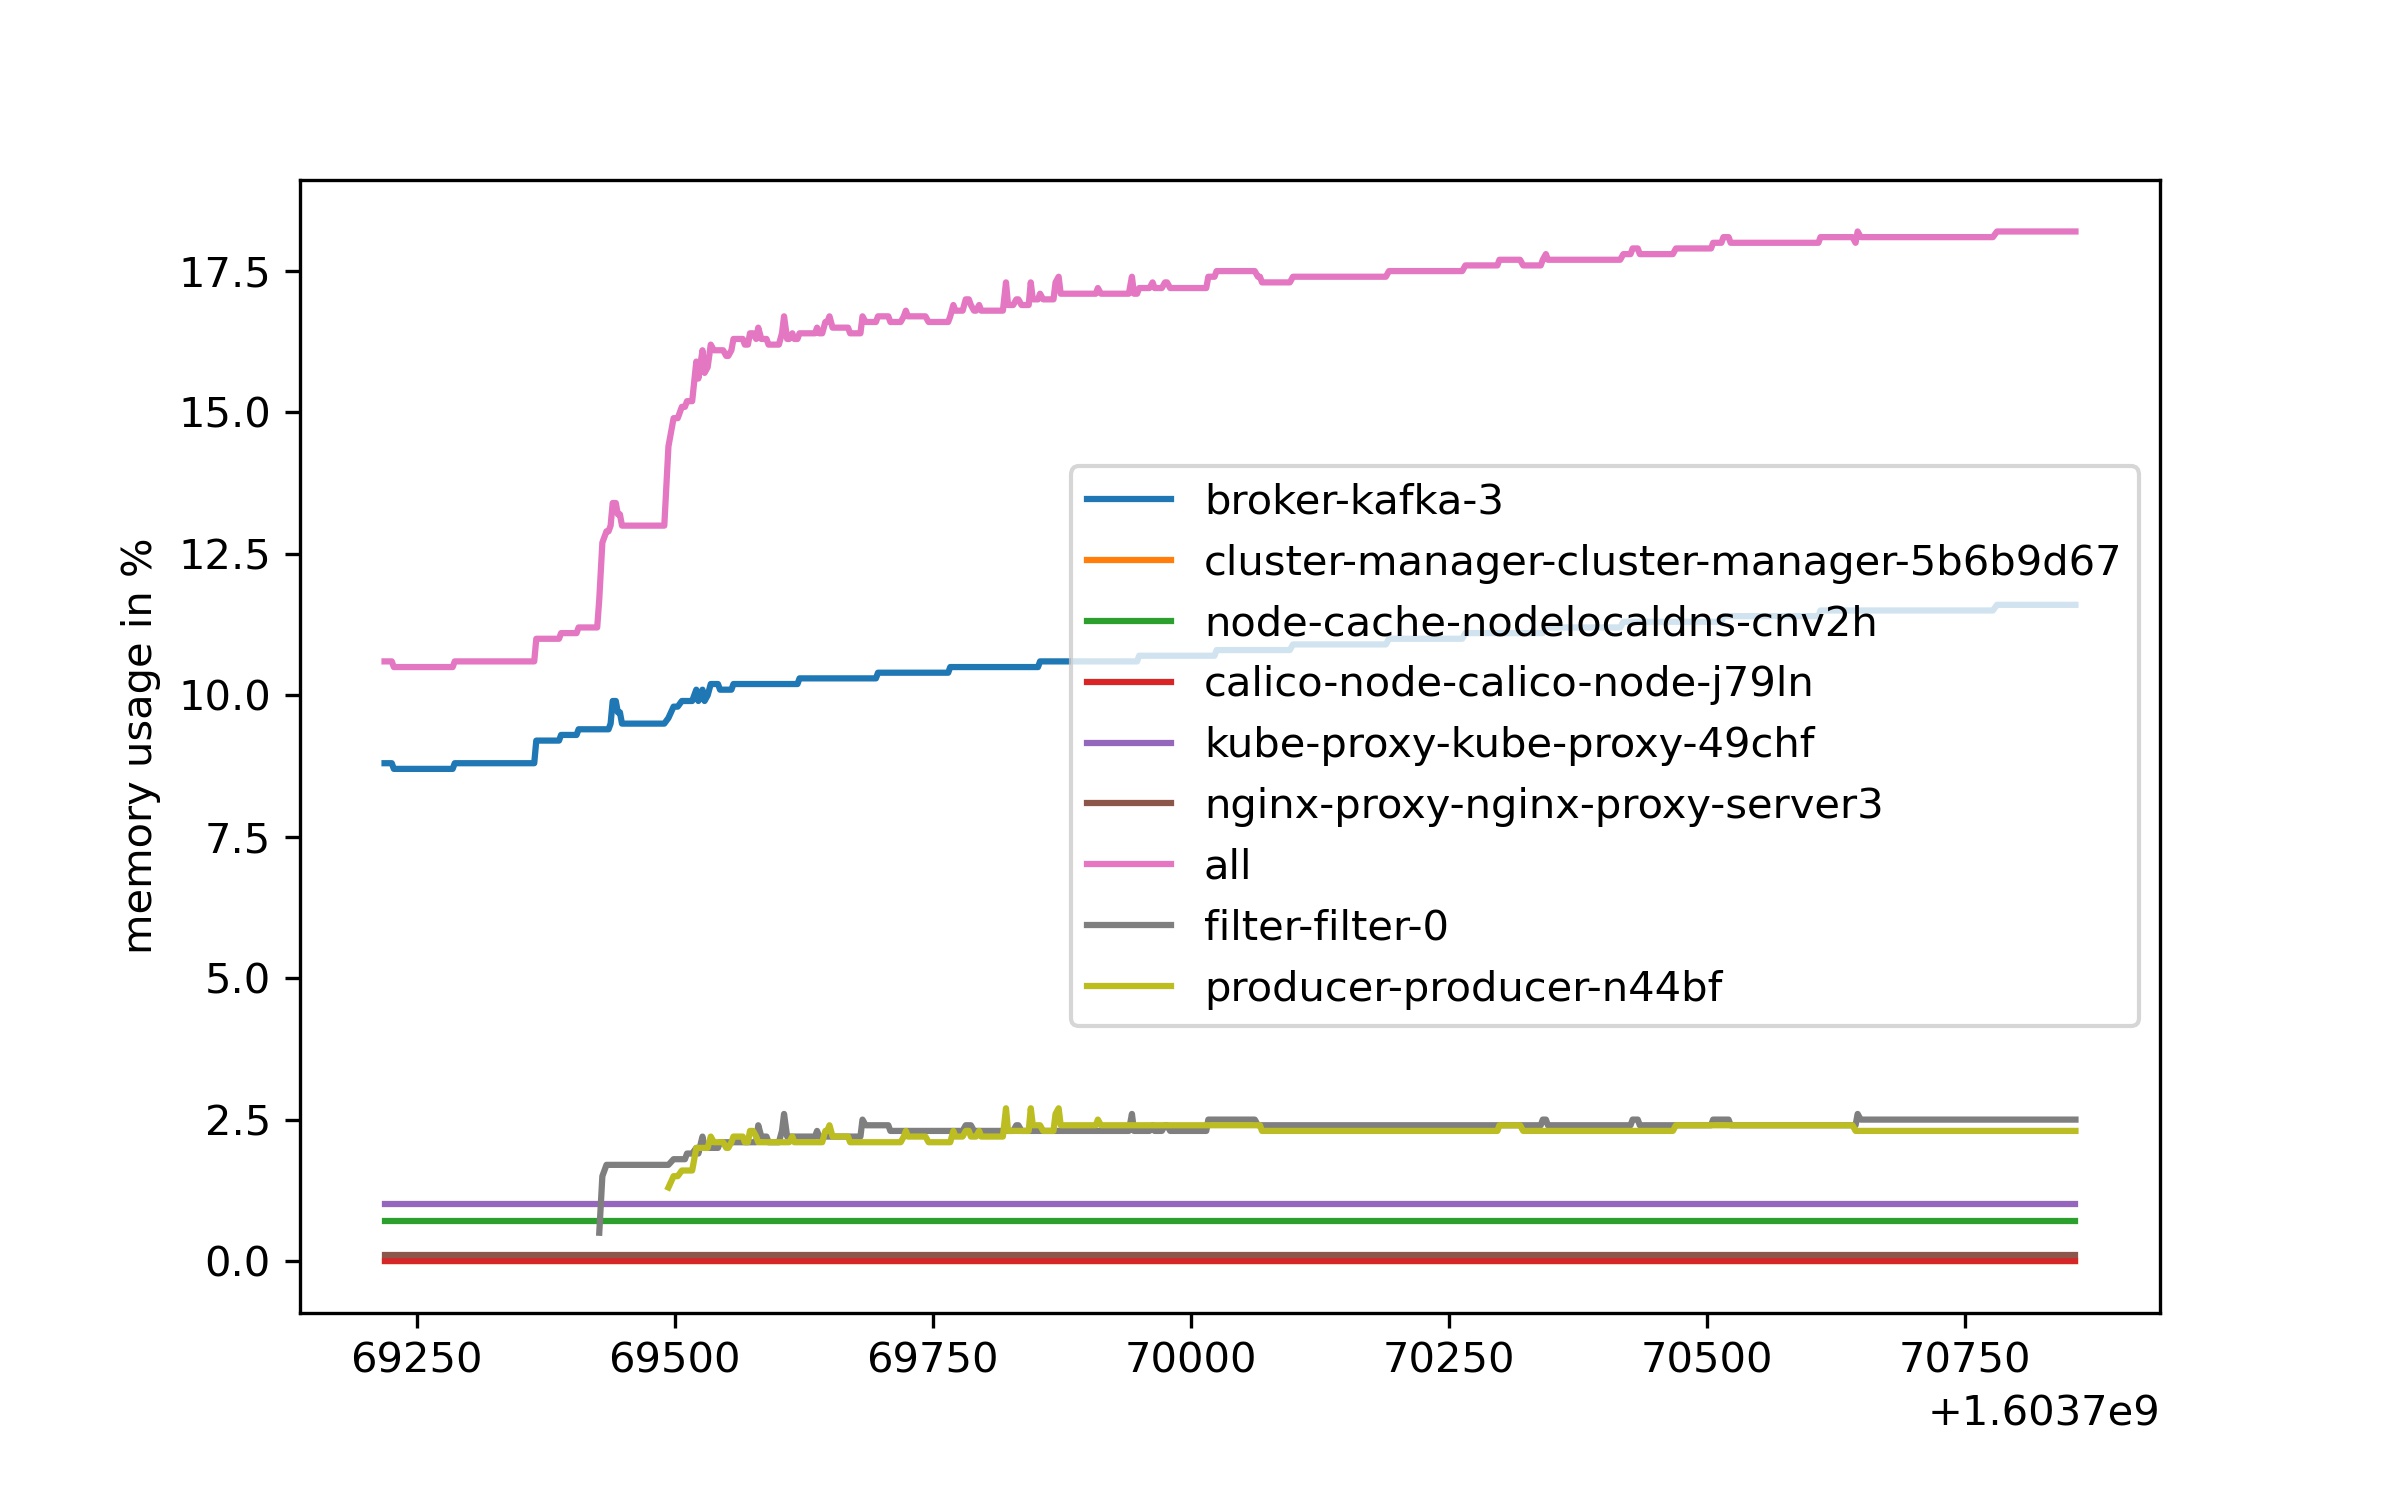 memory usage in %
17.5
15.0
12.5
10.0
7.5
5.0
2.5
0.0
broker-kafka-3
cluster-manager-cluster-manager-5b6b9d67
node-cache-nodelocaldns-cnv2h
calico-node-calico-node-j79ln
kube-proxy-kube-proxy-49chf
nginx-proxy-nginx-proxy-server3
all
filter-filter-0
producer-producer-n44bf
69250 69500 69750 70000 70250 70500 70750
+1.6037e9